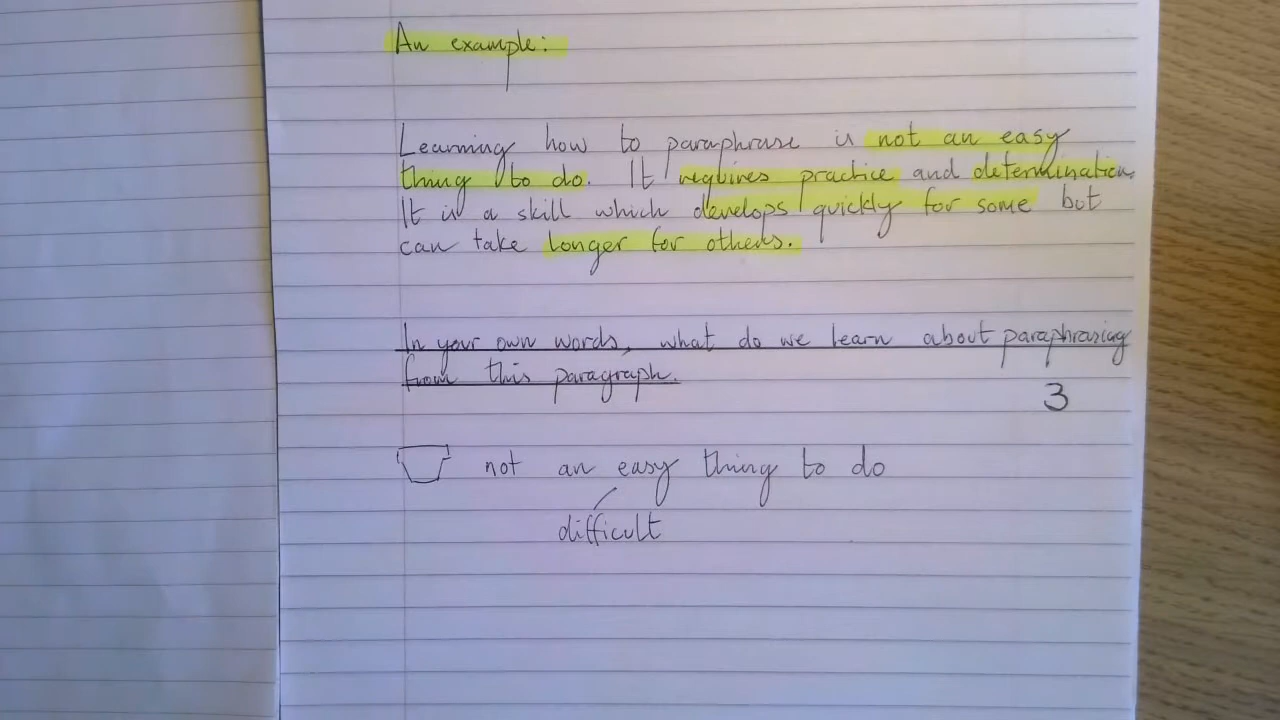 An example:
Learning how to paraphrase is not an easy
thing to do. It requires practice and determination.
It is a skill which develops quickly for some but
can take longer for others.
In your own words, what do we learn about paraphrasing
from this paragraph.
3
not an easy thing to do
difficult